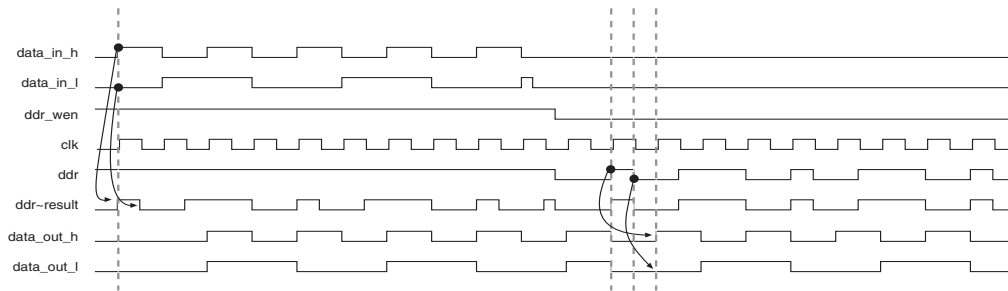 data_in_h
data_in_l
ddr_wen
clk
ddr
ddr~result
data_out_h
data_out_l